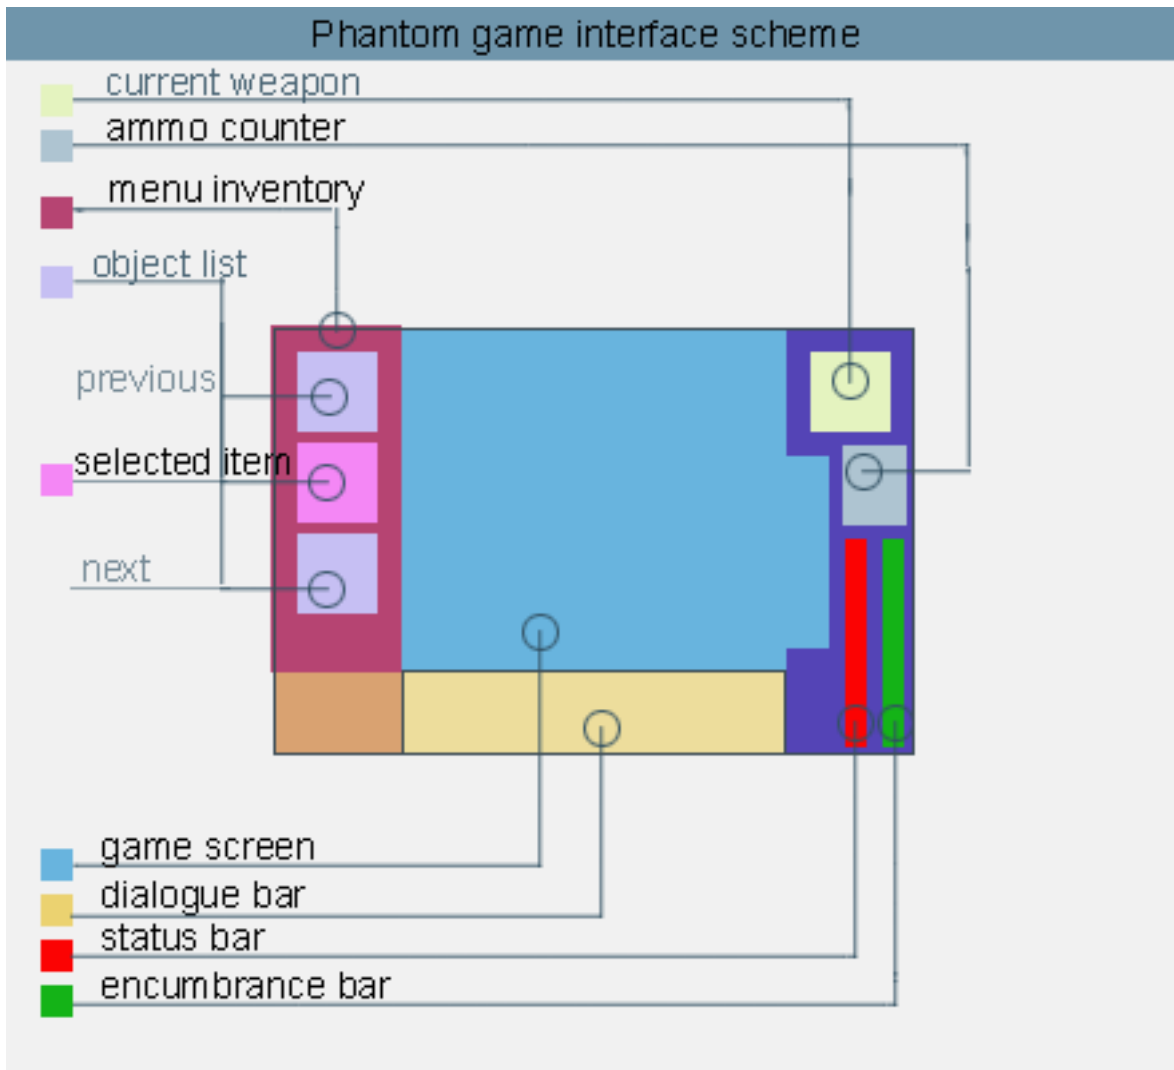 Phantom game interface scheme
current weapon
ammo counter
menu inventory
object list
previous
selected item
next
game screen
dialogue bar
status bar
encumbrance bar